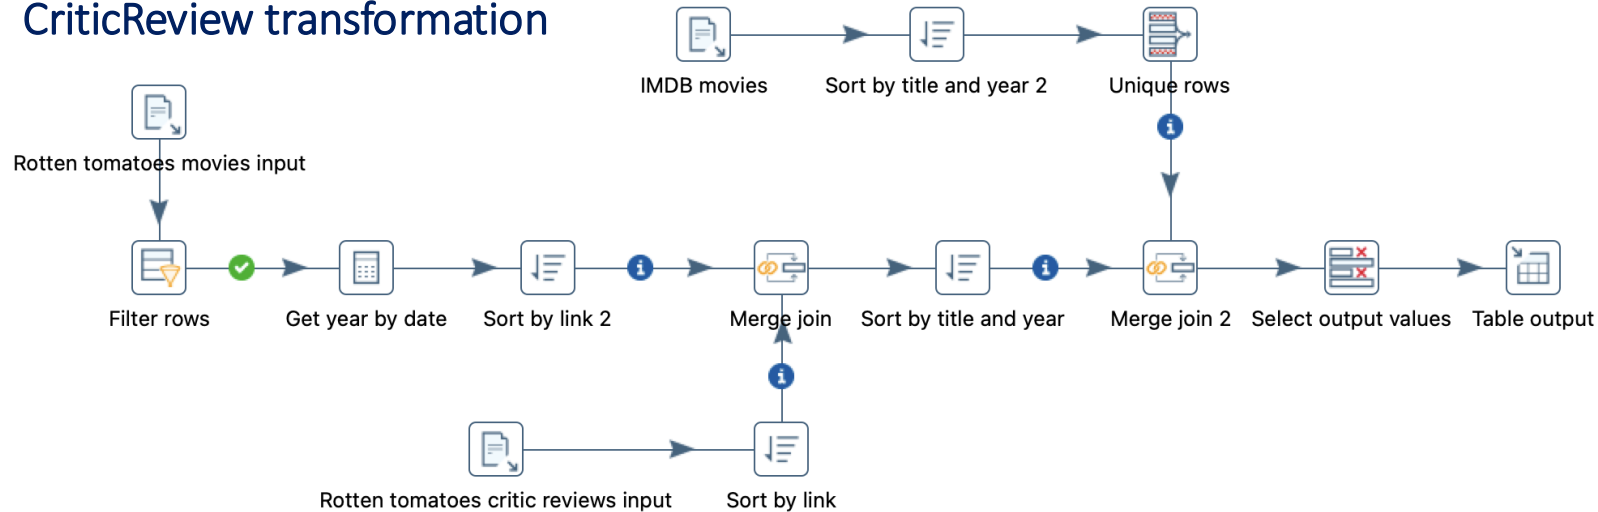 CriticReview transformation
IMDB movies
Sort by title and year 2
Unique rows
Rotten tomatoes movies input
Filter rows
Get year by date
Sort by link 2
Merge join
Sort by title and year
Merge join 2
Select output values
Table output
Rotten tomatoes critic reviews input
Sort by link